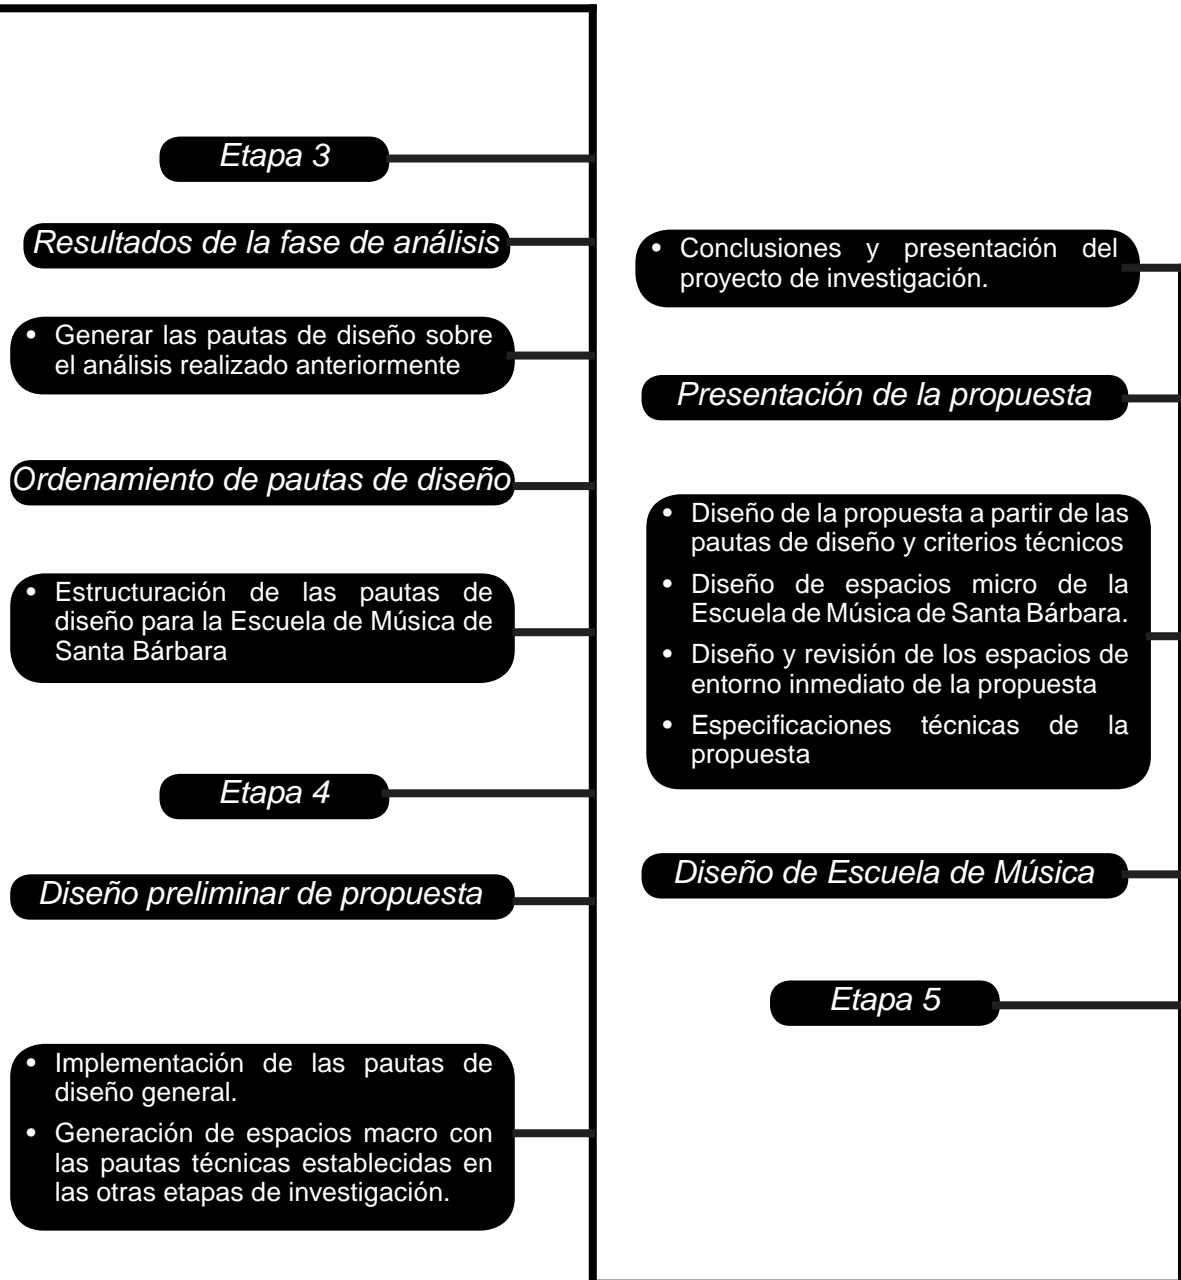 Etapa 3
Resultados de la fase de análisis
• Generar las pautas de diseño sobre
el análisis realizado anteriormente
Ordenamiento de pautas de diseño
• Estructuración de las pautas de
diseño para la Escuela de Música de
Santa Bárbara
Etapa 4
Diseño preliminar de propuesta
• Implementación de las pautas de
diseño general.
• Generación de espacios macro con
las pautas técnicas establecidas en
las otras etapas de investigación.
• Conclusiones y presentación del
proyecto de investigación.
Presentación de la propuesta
• Diseño de la propuesta a partir de las
pautas de diseño y criterios técnicos
• Diseño de espacios micro de la
Escuela de Música de Santa Bárbara.
• Diseño y revisión de los espacios de
entorno inmediato de la propuesta
• Especificaciones técnicas de la
propuesta
Diseño de Escuela de Música
Etapa 5